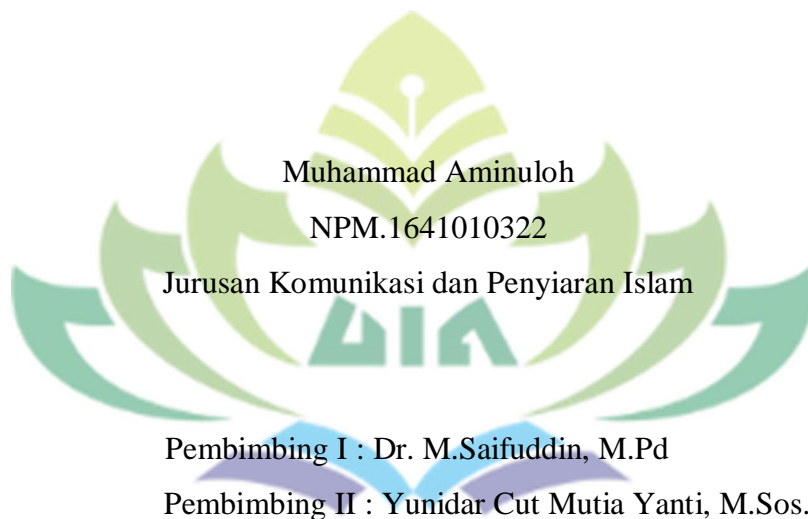 Muhammad Aminuloh
NPM.1641010322
Jurusan Komunikasi dan Penyiaran Islam
UIN
Pembimbing I : Dr. M.Saifuddin, M.Pd
Pembimbing II : Yunidar Cut Mutia Yanti, M.Sos.